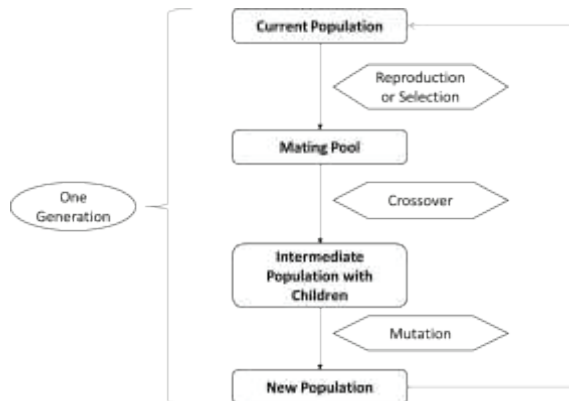 Current Population
Reproduction
or Selection
Mating Pool
One
Generation
Crossover
Intermediate
Population with
Children
Mutation
New Population